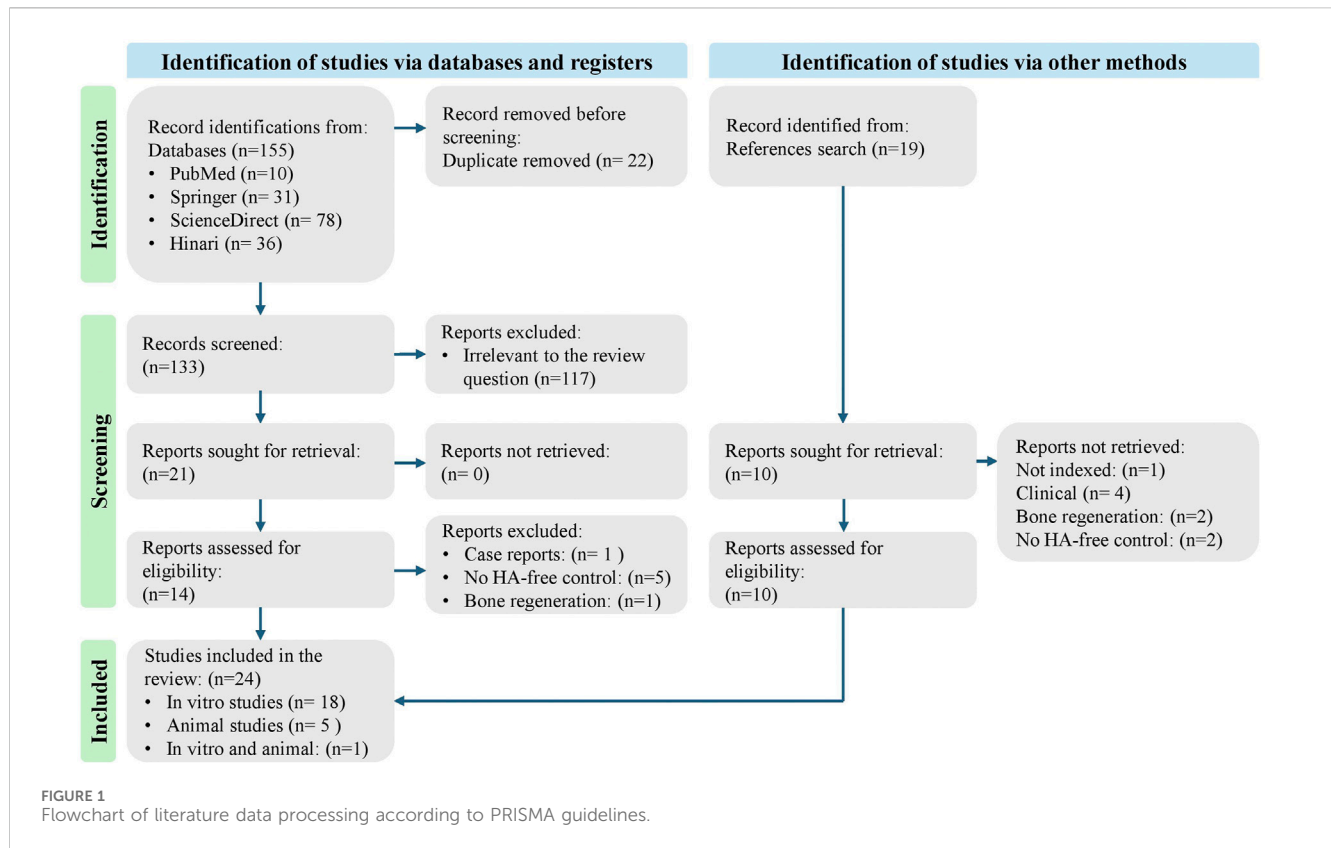 Identification of studies via databases and registers
Identification of studies via other methods
Identification
Record identifications from:
Databases (n=155)
• PubMed (n=10)
• Springer (n= 31)
• ScienceDirect (n= 78)
• Hinari (n= 36)
Record removed before
screening:
Duplicate removed (n= 22)
Record identified from:
References search (n=19)
Screening
Records screened:
(n=133)
Reports excluded:
• Irrelevant to the review
question (n=117)
Reports sought for retrieval:
(n=21)
Reports not retrieved:
(n= 0)
Reports sought for retrieval:
(n=10)
Reports not retrieved:
Not indexed: (n=1)
Clinical (n= 4)
Bone regeneration: (n=2)
No HA-free control: (n=2)
Reports assessed for
eligibility:
(n=14)
Reports excluded:
• Case reports: (n= 1 )
• No HA-free control: (n=5)
• Bone regeneration: (n=1)
Reports assessed for
eligibility:
(n=10)
Included
Studies included in the
review: (n=24)
• In vitro studies (n= 18)
• Animal studies (n= 5 )
• In vitro and animal: (n=1)
FIGURE 1
Flowchart of literature data processing according to PRISMA guidelines.